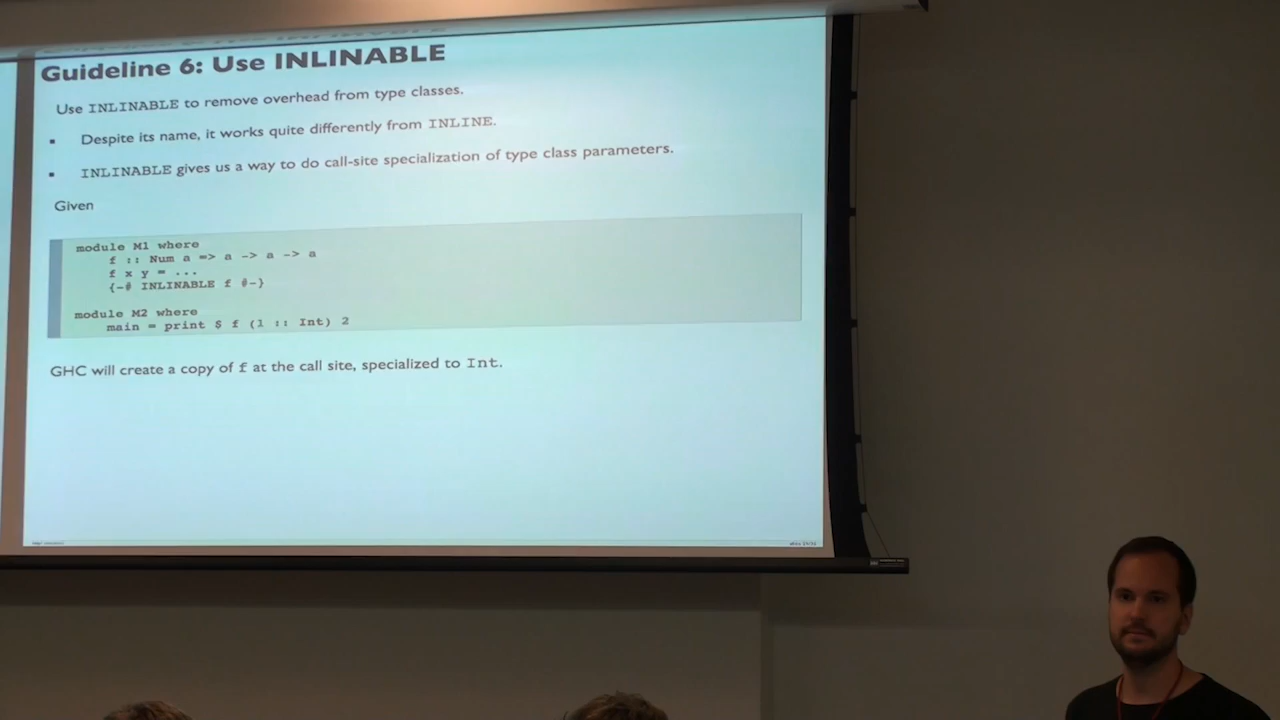 Guideline 6: Use INLINABLE
Use INLINABLE to remove overhead from type classes.
▪ Despite its name, it works quite differently from INLINE.
▪ INLINABLE gives us a way to do call-site specialization of type class parameters.
Given
module M1 where
f :: Num a => a -> a -> a
f x y = ...
{-# INLINABLE f #-}
module M2 where
main = print $ f (1 :: Int) 2
GHC will create a copy of f at the call site, specialized to Int.